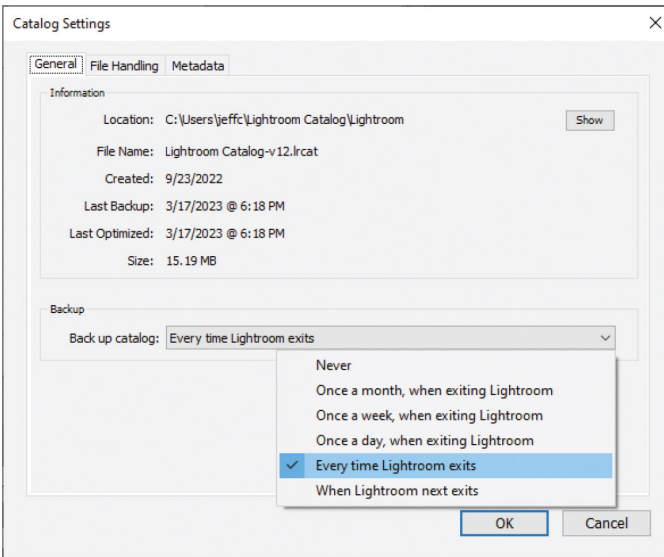 Catalog Settings
General File Handling Metadata
Information
Location: C:\Users\jeffc\Lightroom Catalog\Lightroom Show
File Name: Lightroom Catalog-v12.lrcat
Created: 9/23/2022
Last Backup: 3/17/2023 @ 6:18 PM
Last Optimized: 3/17/2023 @ 6:18 PM
Size: 15.19 MB
Backup
Back up catalog: Every time Lightroom exits
Never
Once a month, when exiting Lightroom
Once a week, when exiting Lightroom
Once a day, when exiting Lightroom
Every time Lightroom exits
When Lightroom next exits
OK Cancel